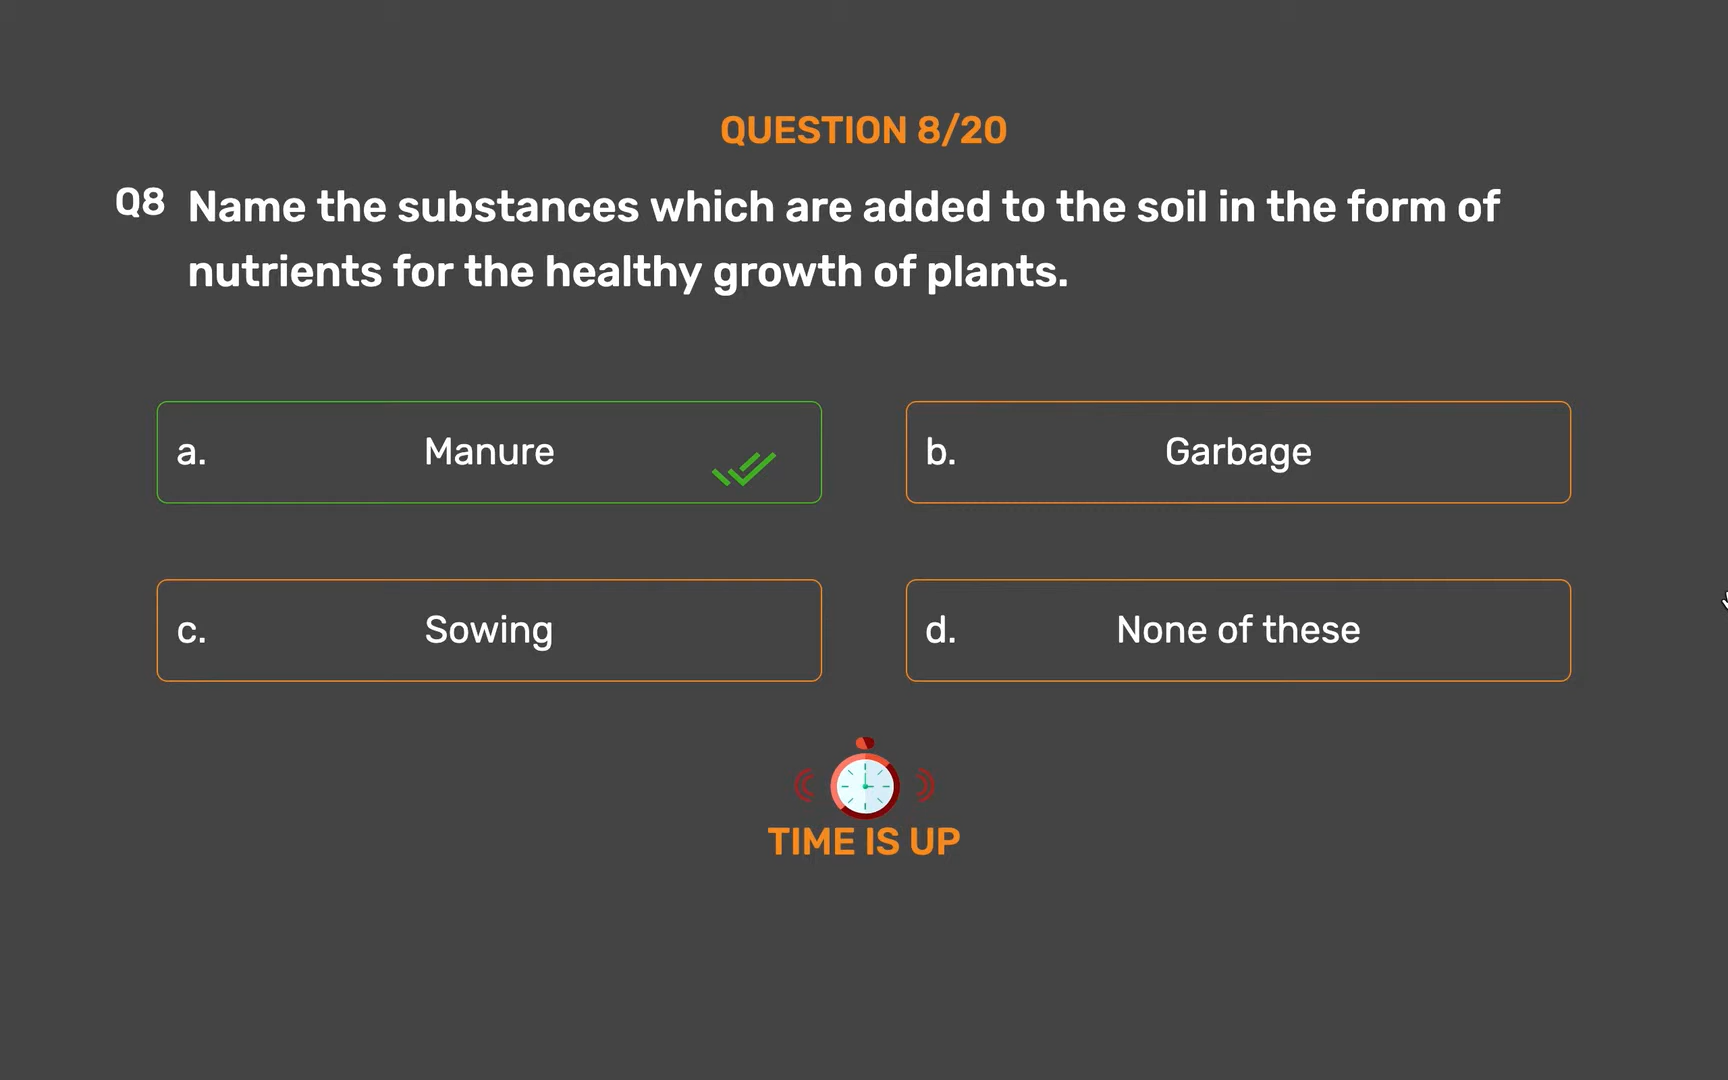 QUESTION 8/20
Q8 Name the substances which are added to the soil in the form of
nutrients for the healthy growth of plants.
a. Manure
b. Garbage
c. Sowing
d. None of these
TIME IS UP